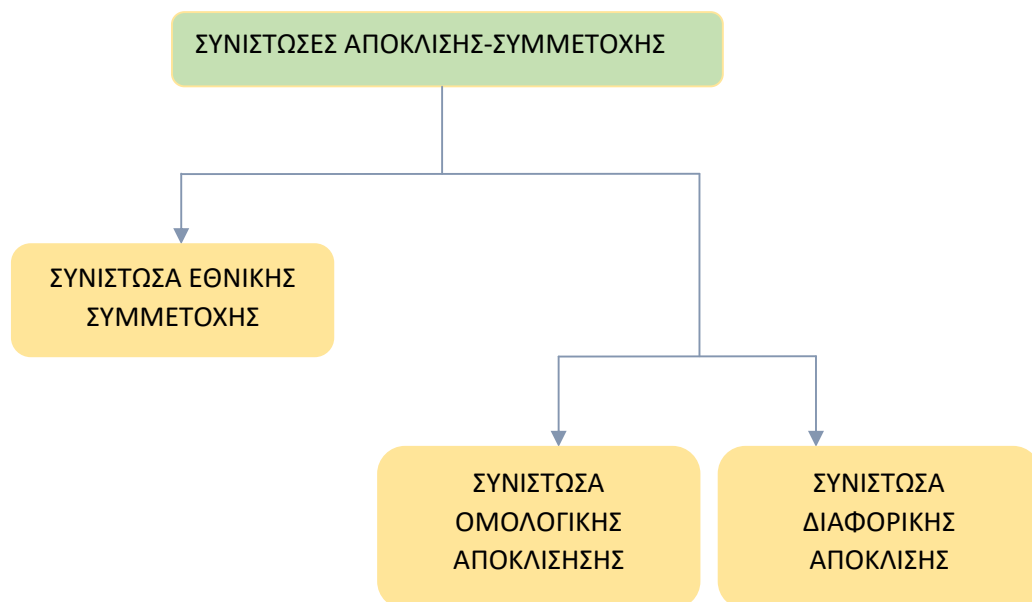 ΣΥΝΙΣΤΩΣΕΣ ΑΠΟΚΛΙΣΗΣ-ΣΥΜΜΕΤΟΧΗΣ
ΣΥΝΙΣΤΩΣΑ ΕΘΝΙΚΗΣ
ΣΥΜΜΕΤΟΧΗΣ
ΣΥΝΙΣΤΩΣΑ
ΟΜΟΛΟΓΙΚΗΣ
ΑΠΟΚΛΙΣΗΣΗΣ
ΣΥΝΙΣΤΩΣΑ
ΔΙΑΦΟΡΙΚΗΣ
ΑΠΟΚΛΙΣΗΣ